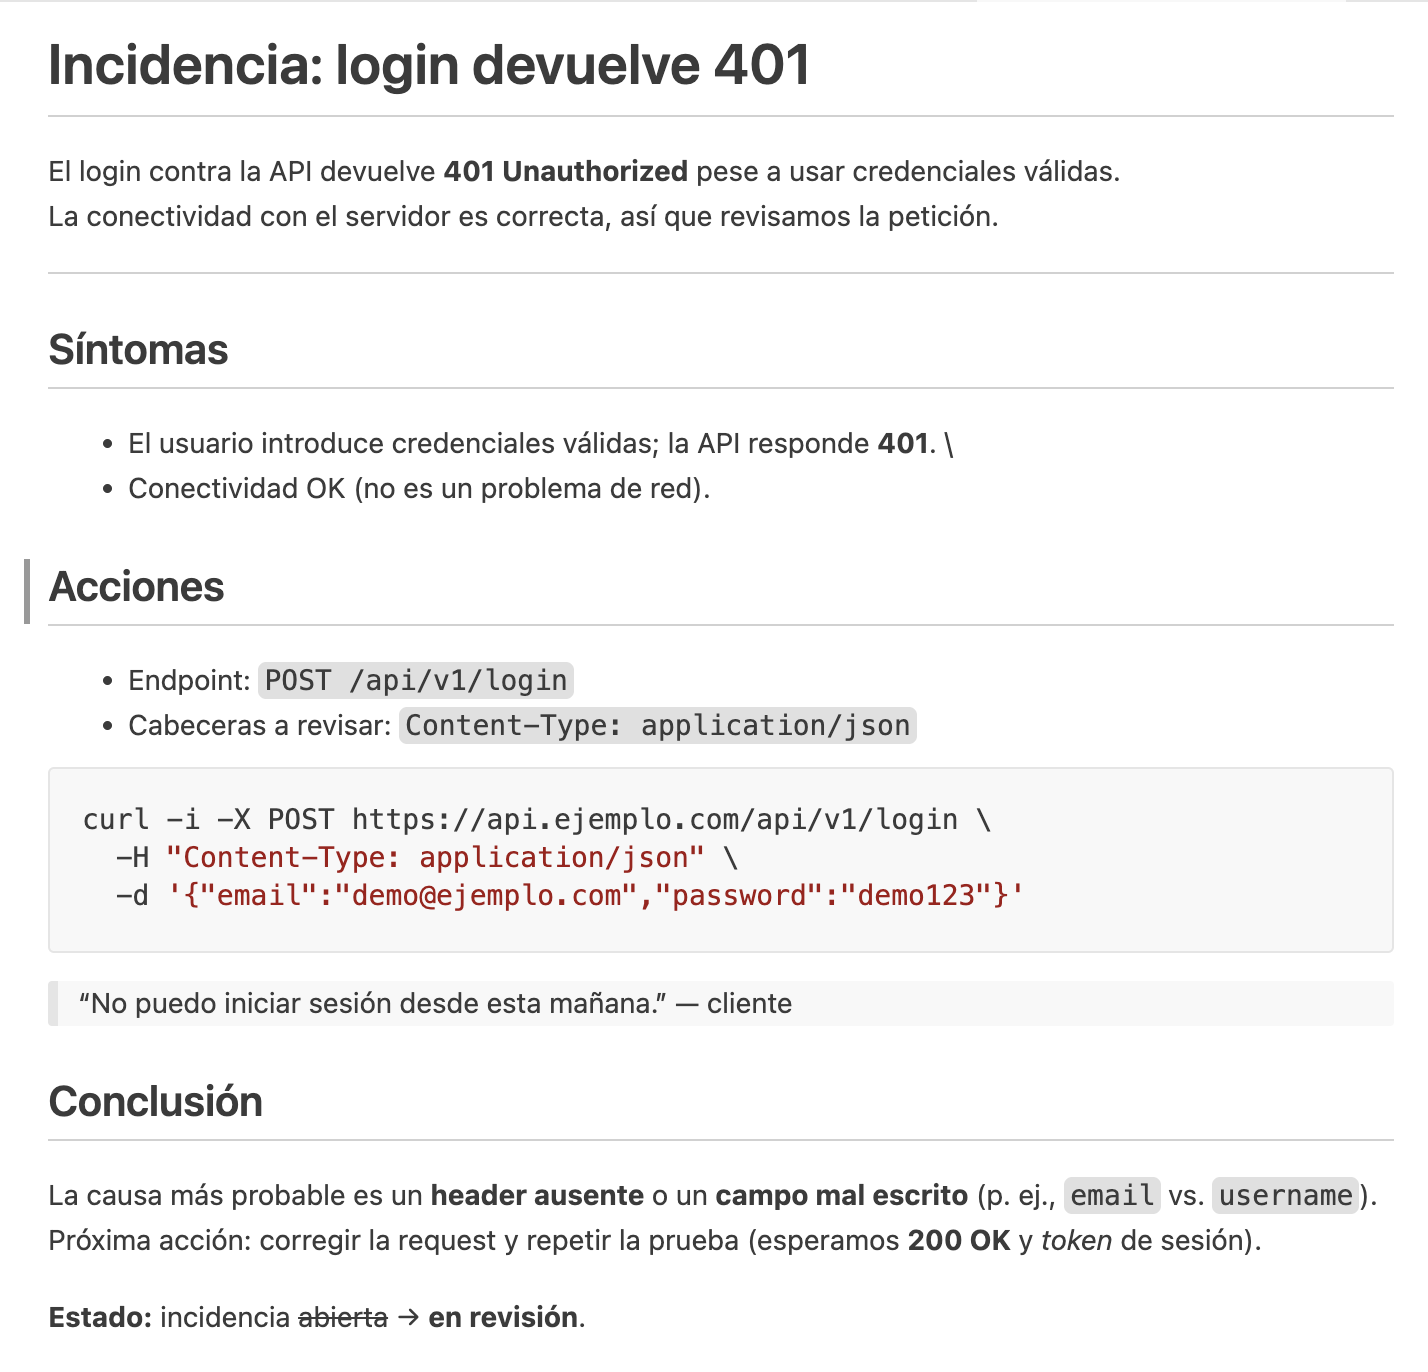 Incidencia: login devuelve 401
El login contra la API devuelve 401 Unauthorized pese a usar credenciales válidas.
La conectividad con el servidor es correcta, así que revisamos la petición.
Síntomas
• El usuario introduce credenciales válidas; la API responde 401. \
• Conectividad OK (no es un problema de red).
Acciones
• Endpoint: POST /api/v1/login
• Cabeceras a revisar: Content-Type: application/json
curl -i -X POST https://api.ejemplo.com/api/v1/login \
  -H "Content-Type: application/json" \
  -d '{"email":"demo@ejemplo.com","password":"demo123"}'
“No puedo iniciar sesión desde esta mañana.” — cliente
Conclusión
La causa más probable es un header ausente o un campo mal escrito (p. ej., email vs. username).
Próxima acción: corregir la request y repetir la prueba (esperamos 200 OK y token de sesión).
Estado: incidencia abierta → en revisión.